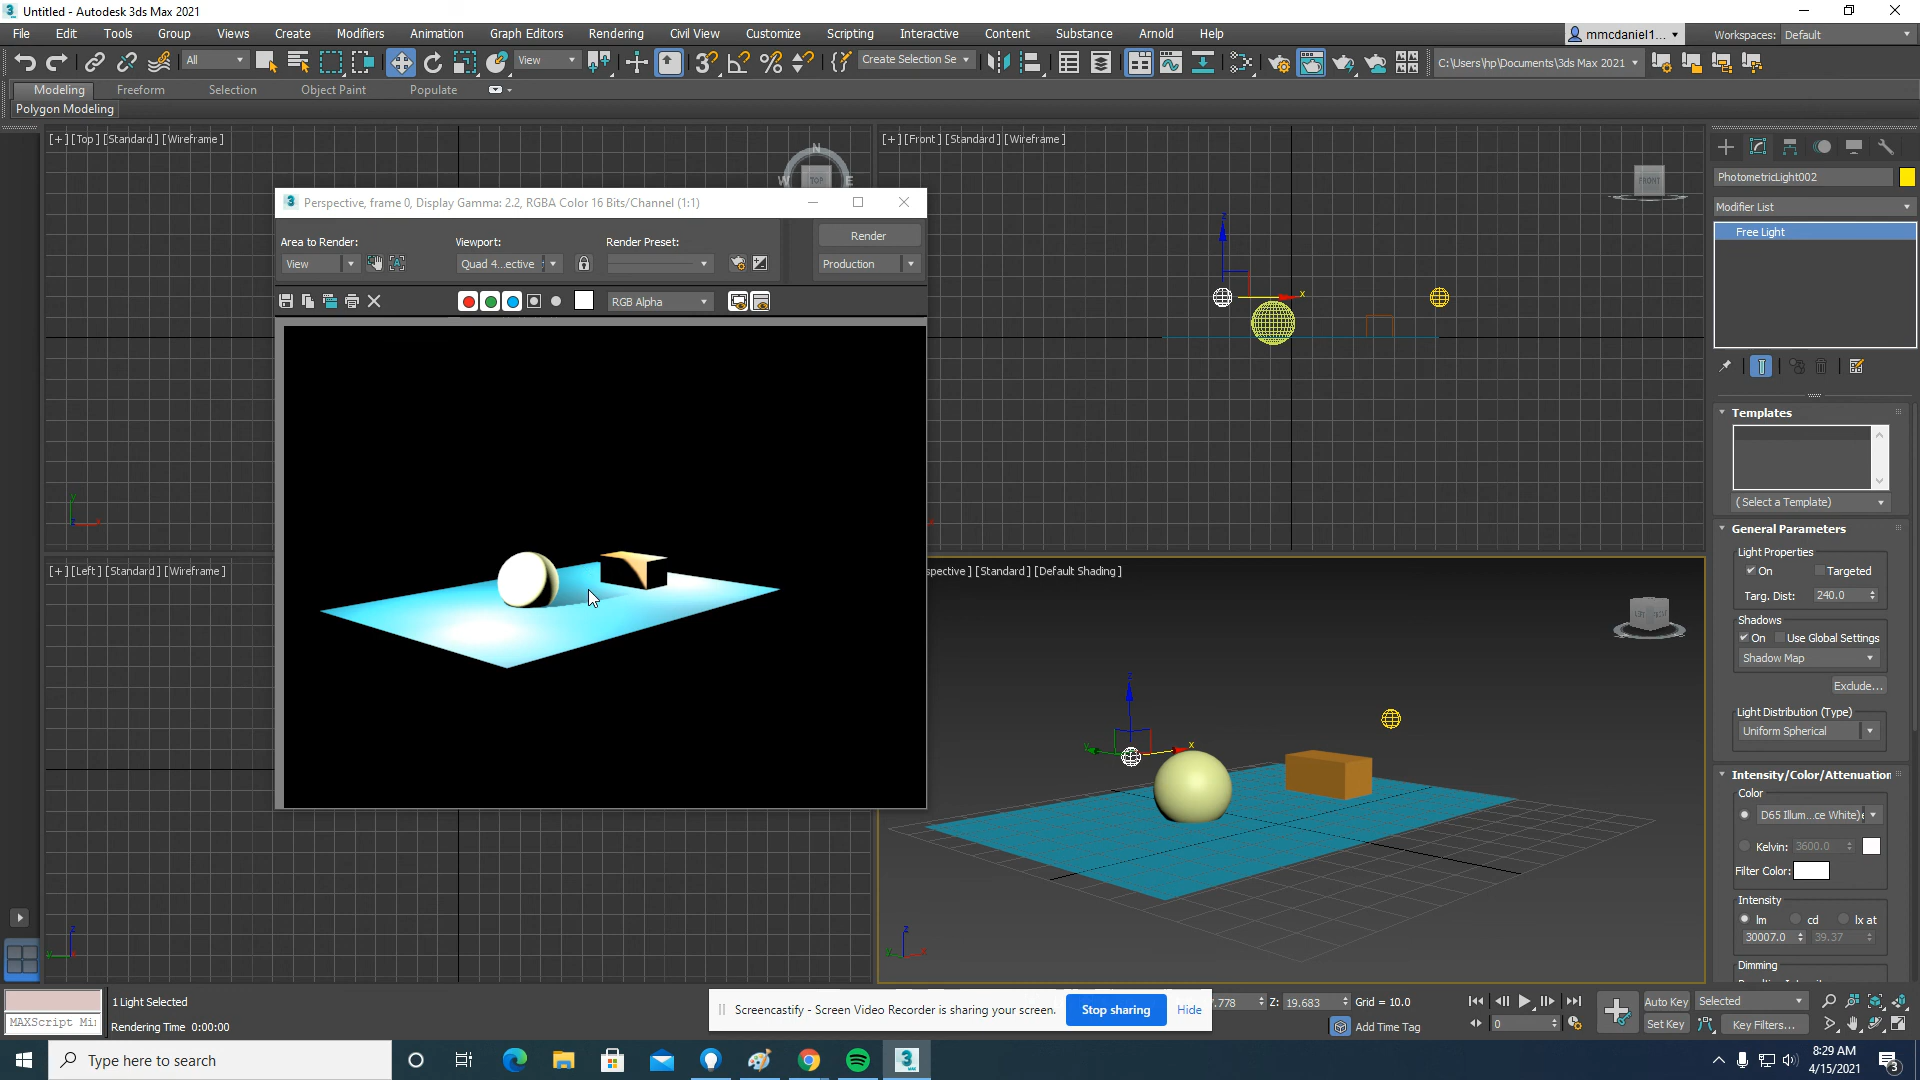 Untitled - Autodesk 3ds Max 2021
File Edit Tools Group Views Create Modifiers Animation Graph Editors Rendering Civil View Customize Scripting Interactive Content Substance Arnold Help
mmcdaniel1... Workspaces: Default
All View Create Selection Se C:\Users\hp\Documents\3ds Max 2021
Modeling Freeform Selection Object Paint Populate
Polygon Modeling
[+][Top][Standard][Wireframe]
[+][Front][Standard][Wireframe]
N
W TOP E
FRONT
PhotometricLight002
Perspective, frame 0, Display Gamma: 2.2, RGBA Color 16 Bits/Channel (1:1)
Modifier List
Free Light
Area to Render: Viewport: Render Preset: Render
View Quad 4...ective Production
RGB Alpha
z
x
Templates
(Select a Template)
General Parameters
Light Properties
On Targeted
Targ. Dist: 240.0
Shadows
On Use Global Settings
Shadow Map
Exclude...
Light Distribution (Type)
Uniform Spherical
Intensity/Color/Attenuation
Color
D65 Illum...ce White)
Kelvin: 3600.0
Filter Color:
Intensity
lm cd lx at
30007.0 39.37
Dimming
[+][Left][Standard][Wireframe]
spective][Standard][Default Shading]
z
y x
1 Light Selected
MAXScript Mi
Rendering Time 0:00:00
Screencastify - Screen Video Recorder is sharing your screen. Stop sharing Hide
7.778 Z: 19.683 Grid = 10.0
Add Time Tag
0
Auto Key Selected
Set Key Key Filters...
Type here to search
8:29 AM
4/15/2021
3